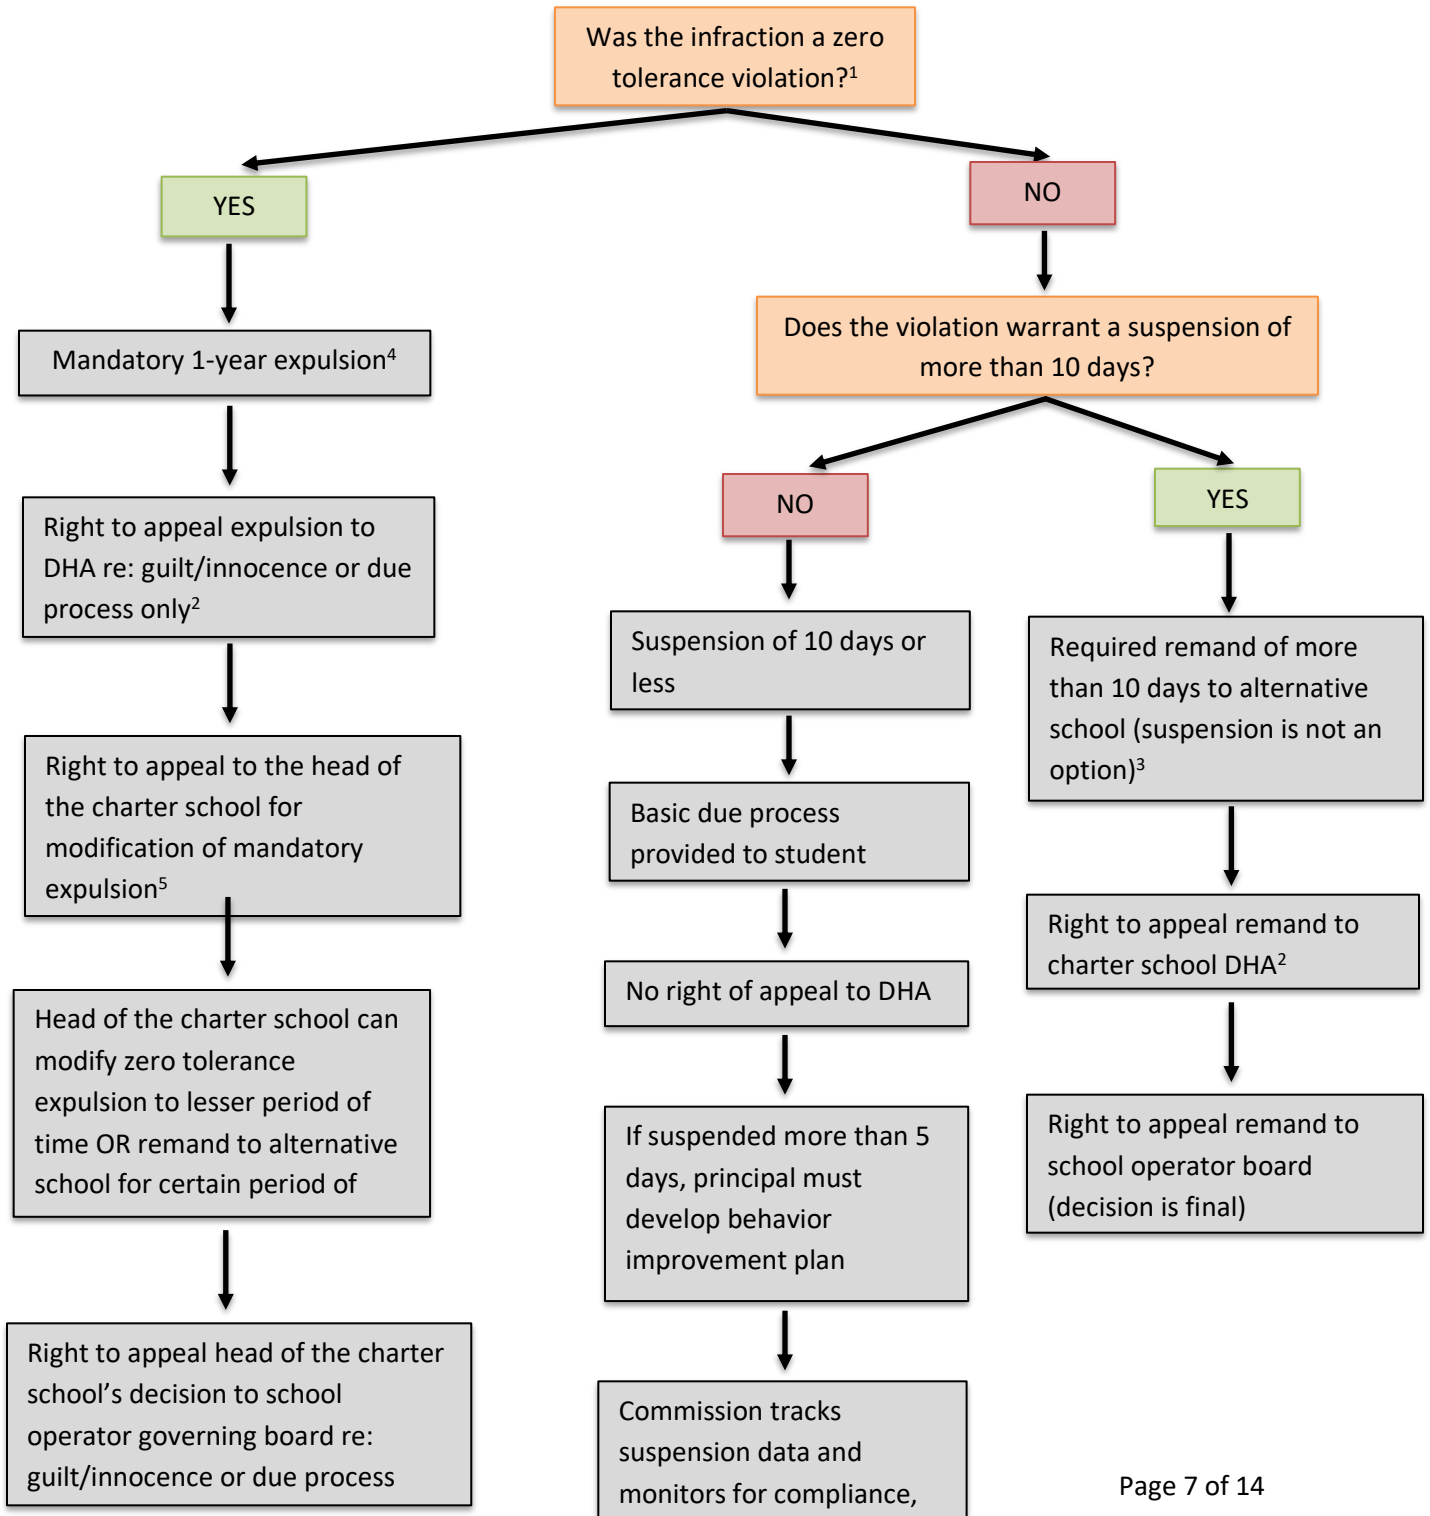 Was the infraction a zero
tolerance violation?¹
YES
NO
Mandatory 1-year expulsion⁴
Does the violation warrant a suspension of
more than 10 days?
Right to appeal expulsion to
DHA re: guilt/innocence or due
process only²
NO
YES
Right to appeal to the head of
the charter school for
modification of mandatory
expulsion⁵
Suspension of 10 days or
less
Required remand of more
than 10 days to alternative
school (suspension is not an
option)³
Basic due process
provided to student
Right to appeal remand to
charter school DHA²
Head of the charter school can
modify zero tolerance
expulsion to lesser period of
time OR remand to alternative
school for certain period of
No right of appeal to DHA
If suspended more than 5
days, principal must
develop behavior
improvement plan
Right to appeal remand to
school operator board
(decision is final)
Right to appeal head of the charter
school’s decision to school
operator governing board re:
guilt/innocence or due process
Commission tracks
suspension data and
monitors for compliance,
Page 7 of 14